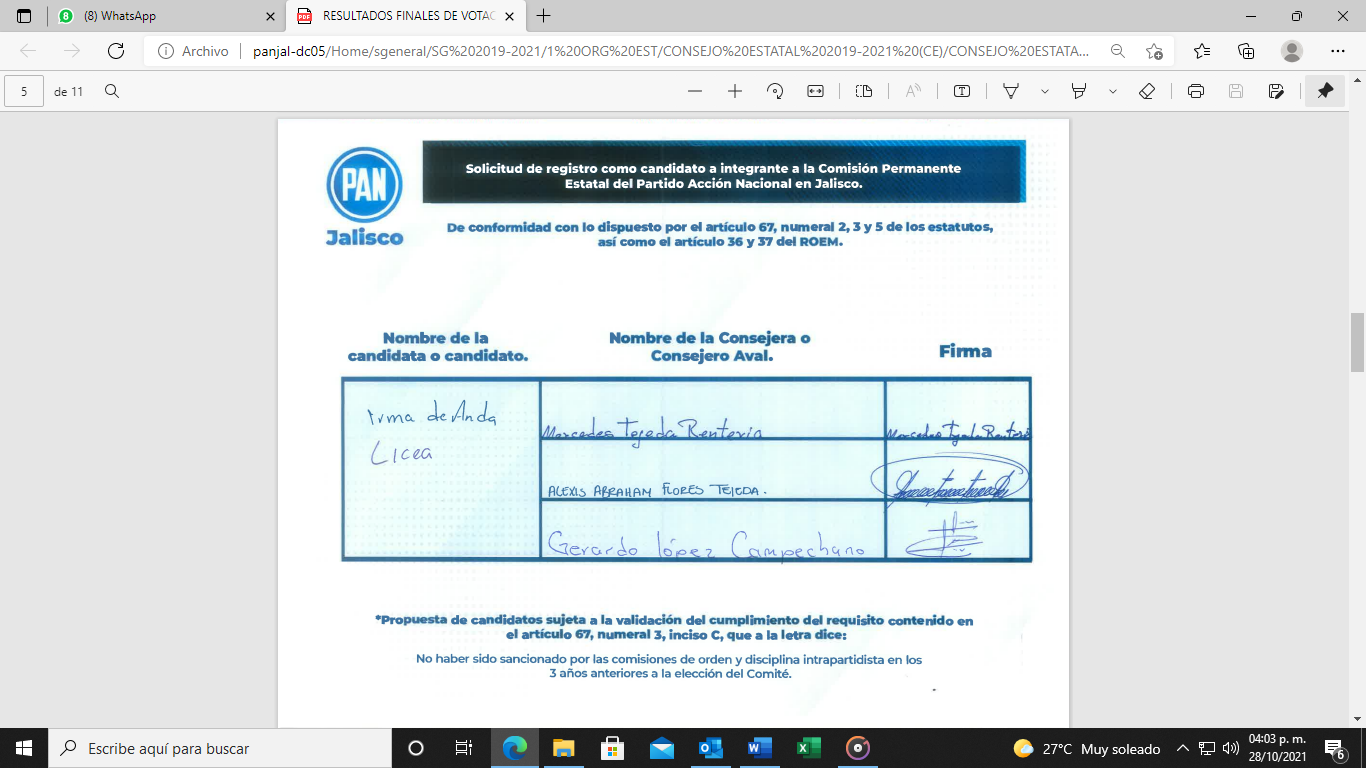 (8) WhatsApp
RESULTADOS FINALES DE VOTAC
Archivo
panjal-dc05/Home/sgeneral/SG%202019-2021/1%20ORG%20EST/CONSEJO%20ESTATAL%202019-2021%20(CE)/CONSEJO%20ESTATA...
5 de 11
PAN
Jalisco
Solicitud de registro como candidato a integrante a la Comisión Permanente
Estatal del Partido Acción Nacional en Jalisco.
De conformidad con lo dispuesto por el artículo 67, numeral 2, 3 y 5 de los estatutos,
así como el artículo 36 y 37 del ROEM.
Nombre de la
candidata o candidato.
Nombre de la Consejera o
Consejero Aval.
Firma
Irma de Anda
Licea
Mercedes Tejeda Renteria
Mercedes Tejeda Renteri
ALEXIS ABRAHAM FLORES TEJEDA.
Gerardo López Campechano
*Propuesta de candidatos sujeta a la validación del cumplimiento del requisito contenido en
el artículo 67, numeral 3, inciso C, que a la letra dice:
No haber sido sancionado por las comisiones de orden y disciplina intrapartidista en los
3 años anteriores a la elección del Comité.
Escribe aquí para buscar
27°C Muy soleado
04:03 p. m.
28/10/2021
6